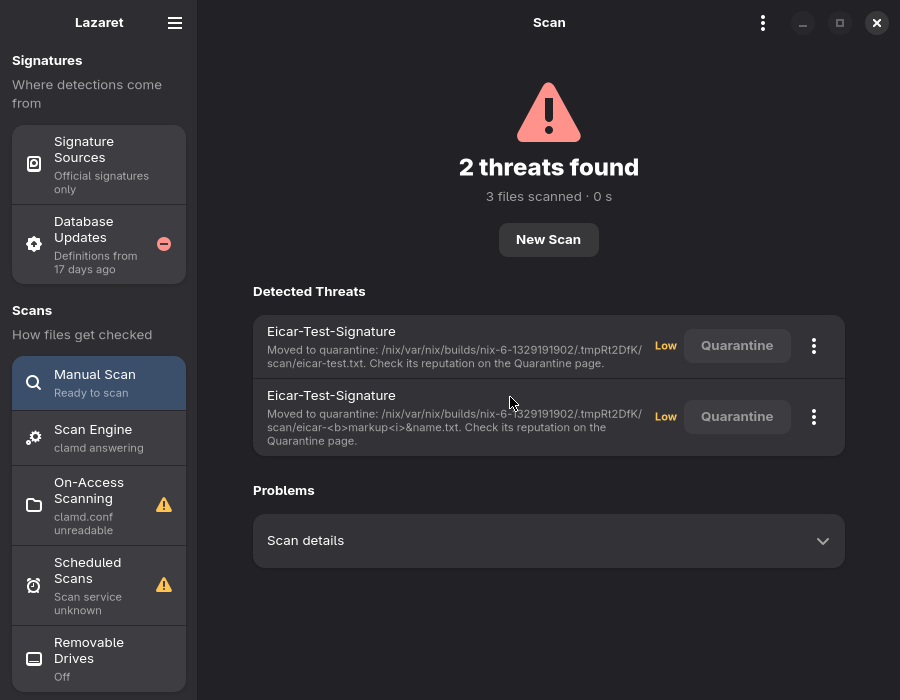 Lazaret
Scan
Signatures
Where detections come
from
Signature
Sources
Official signatures
only
Database
Updates
Definitions from
17 days ago
Scans
How files get checked
Manual Scan
Ready to scan
Scan Engine
clamd answering
On-Access
Scanning
clamd.conf
unreadable
Scheduled
Scans
Scan service
unknown
Removable
Drives
Off
2 threats found
3 files scanned · 0 s
New Scan
Detected Threats
Eicar-Test-Signature
Moved to quarantine: /nix/var/nix/builds/nix-6-1329191902/.tmpRt2DfK/
scan/eicar-test.txt. Check its reputation on the Quarantine page.
Low
Quarantine
Eicar-Test-Signature
Moved to quarantine: /nix/var/nix/builds/nix-6-1329191902/.tmpRt2DfK/
scan/eicar-<b>markup<i>&name.txt. Check its reputation on the
Quarantine page.
Low
Quarantine
Problems
Scan details